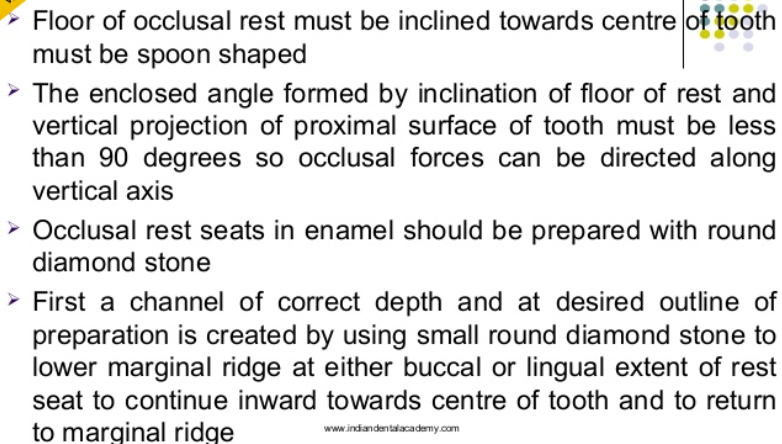 Floor of occlusal rest must be inclined towards centre of tooth
must be spoon shaped
The enclosed angle formed by inclination of floor of rest and
vertical projection of proximal surface of tooth must be less
than 90 degrees so occlusal forces can be directed along
vertical axis
Occlusal rest seats in enamel should be prepared with round
diamond stone
First a channel of correct depth and at desired outline of
preparation is created by using small round diamond stone to
lower marginal ridge at either buccal or lingual extent of rest
seat to continue inward towards centre of tooth and to return
to marginal ridge
www.indiandentalacademy.com